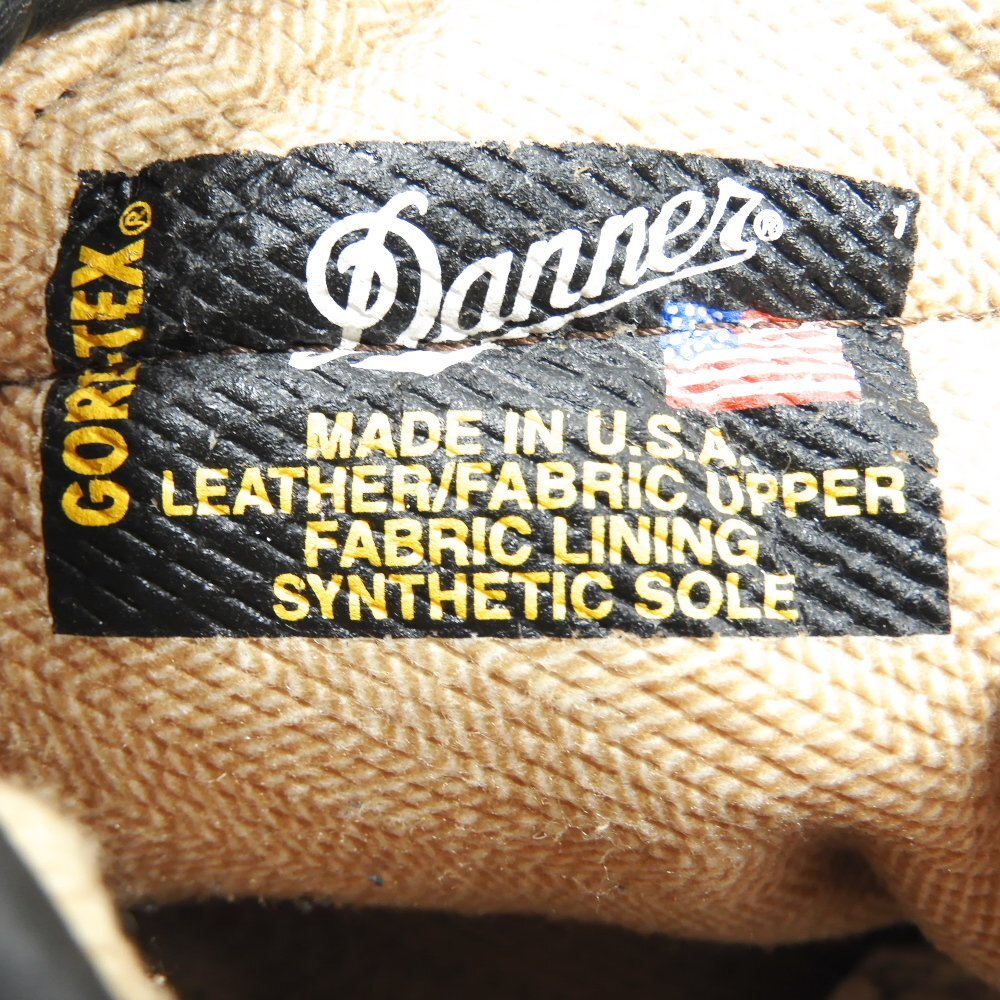 GORE-TEX®
Danner®
MADE IN U.S.A.
LEATHER/FABRIC UPPER
FABRIC LINING
SYNTHETIC SOLE